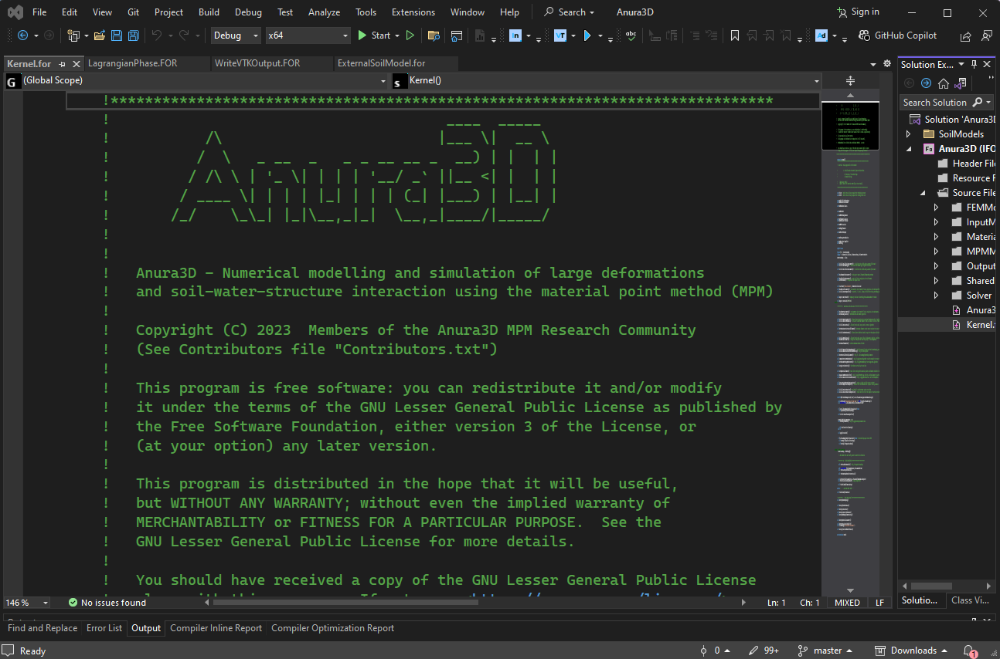 File Edit View Git Project Build Debug Test Analyze Tools Extensions Window Help Search Anura3D Sign in
Debug x64 Start In VT abc Ad GitHub Copilot
Kernel.for LagrangianPhase.FOR WriteVTKOutput.FOR ExternalSoilModel.for Solution Ex...
G (Global Scope) s Kernel()
Search Solution
!*****************************************************************************
!                                       ____  _____
!           /\                         |___ \|  __ \
!          /  \   _ __  _   _ _ __ __ _  __) | |  | |
!         / /\ \ | '_ \| | | | '__/ _` ||__ <| |  | |
!        / ____ \| | | | |_| | | | (_| |___) | |__| |
!       /_/    \_\_| |_|\__,_|_|  \__,_|____/|_____/
!
!
!   Anura3D - Numerical modelling and simulation of large deformations
!   and soil-water-structure interaction using the material point method (MPM)
!
!   Copyright (C) 2023  Members of the Anura3D MPM Research Community
!   (See Contributors file "Contributors.txt")
!
!   This program is free software: you can redistribute it and/or modify
!   it under the terms of the GNU Lesser General Public License as published by
!   the Free Software Foundation, either version 3 of the License, or
!   (at your option) any later version.
!
!   This program is distributed in the hope that it will be useful,
!   but WITHOUT ANY WARRANTY; without even the implied warranty of
!   MERCHANTABILITY or FITNESS FOR A PARTICULAR PURPOSE.  See the
!   GNU Lesser General Public License for more details.
!
!   You should have received a copy of the GNU Lesser General Public License
Solution 'Anura3D
SoilModels
Fo Anura3D (IFO
Header File
Resource F
Source File
FEMMo
InputM
Materia
MPMM
Output
Shared
Solver
Anura3
Kernel.
146 % No issues found Ln: 1 Ch: 1 MIXED LF
Solutio... Class Vi...
Find and Replace Error List Output Compiler Inline Report Compiler Optimization Report
Ready 0 99+ master Downloads 1